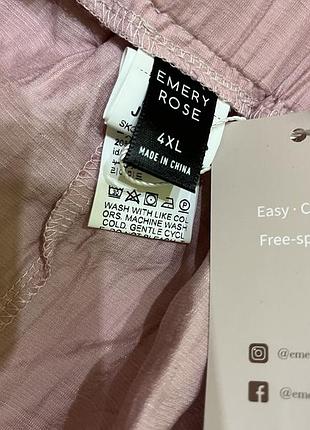 EMERY
ROSE
4XL
MADE IN CHINA
WASH WITH LIKE CO-
ORS. MACHINE WASH
COLD. GENTLE CYCL
Easy · C
Free-sp
@eme
@eme